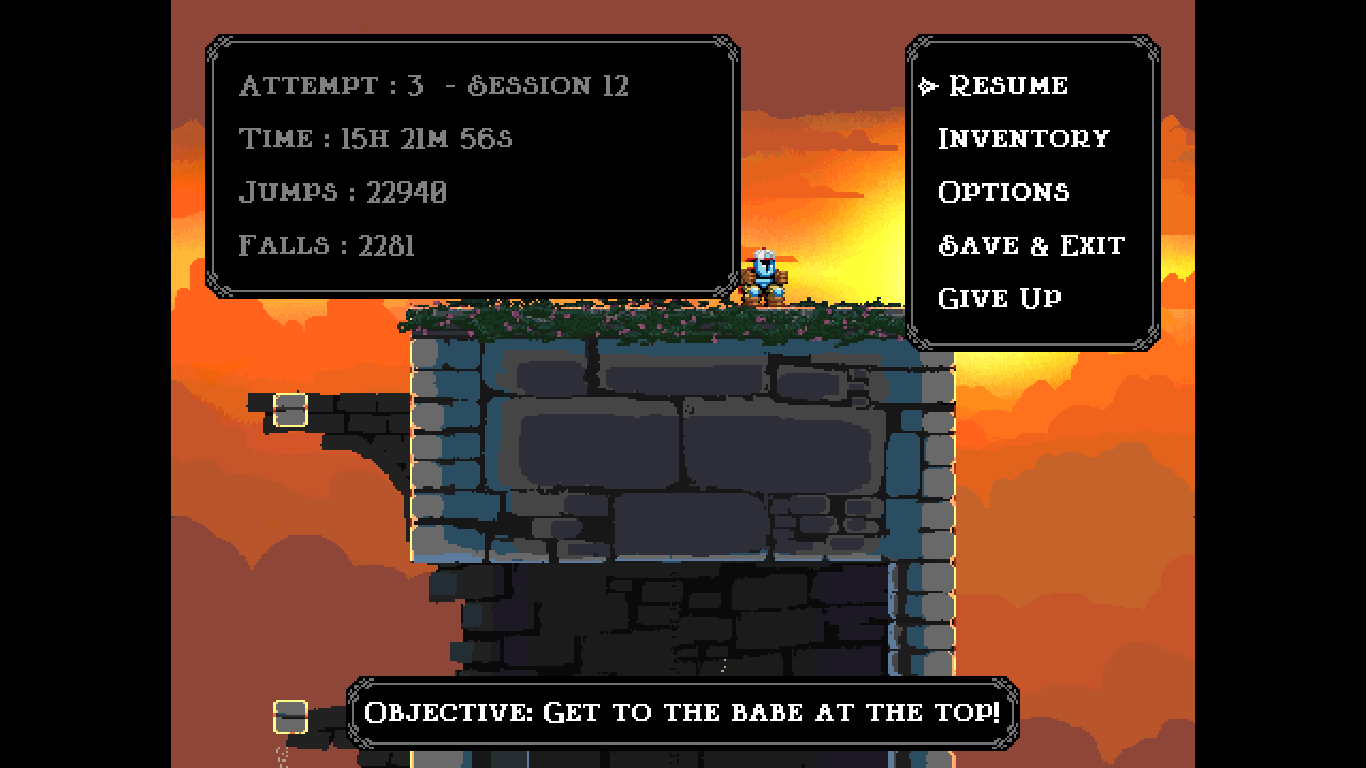 Attempt : 3 - Session 12
Time : 15h 21m 56s
Jumps : 22940
Falls : 2281
Resume
Inventory
Options
Save & Exit
Give Up
Objective: Get to the babe at the top!